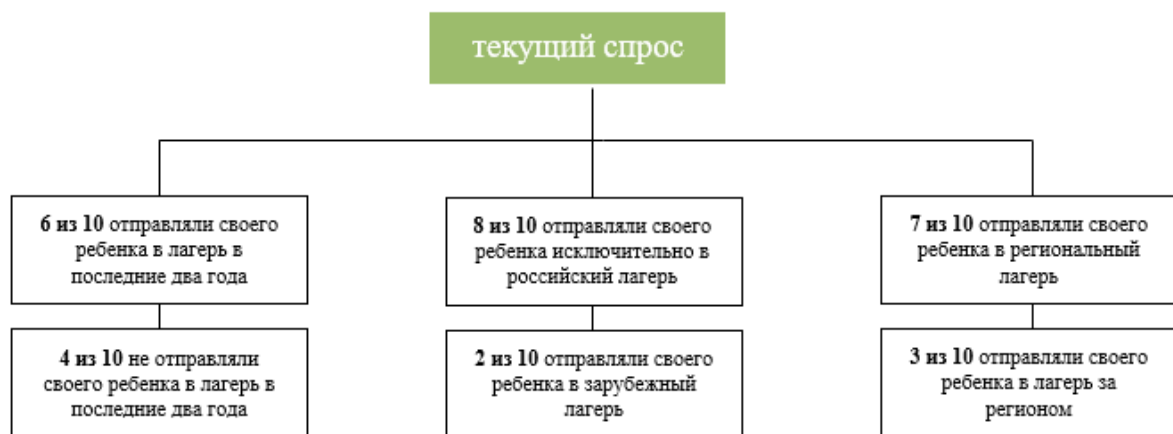 текущий спрос
6 из 10 отправляли своего
ребенка в лагерь в
последние два года
8 из 10 отправляли своего
ребенка исключительно в
российский лагерь
7 из 10 отправляли своего
ребенка в региональный
лагерь
4 из 10 не отправляли
своего ребенка в лагерь в
последние два года
2 из 10 отправляли своего
ребенка в зарубежный
лагерь
3 из 10 отправляли своего
ребенка в лагерь за
регионом